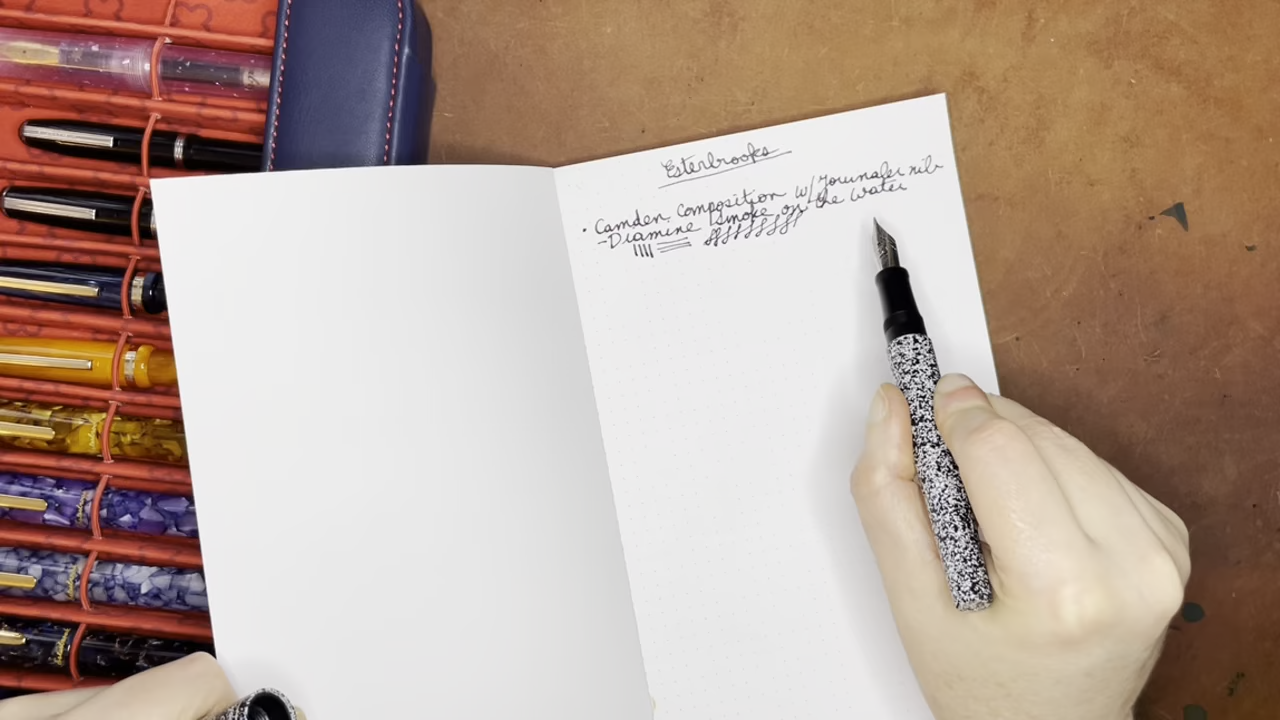 Esterbrooks
• Camden Composition w/ Journaler nib
- Diamine Smoke on the Water